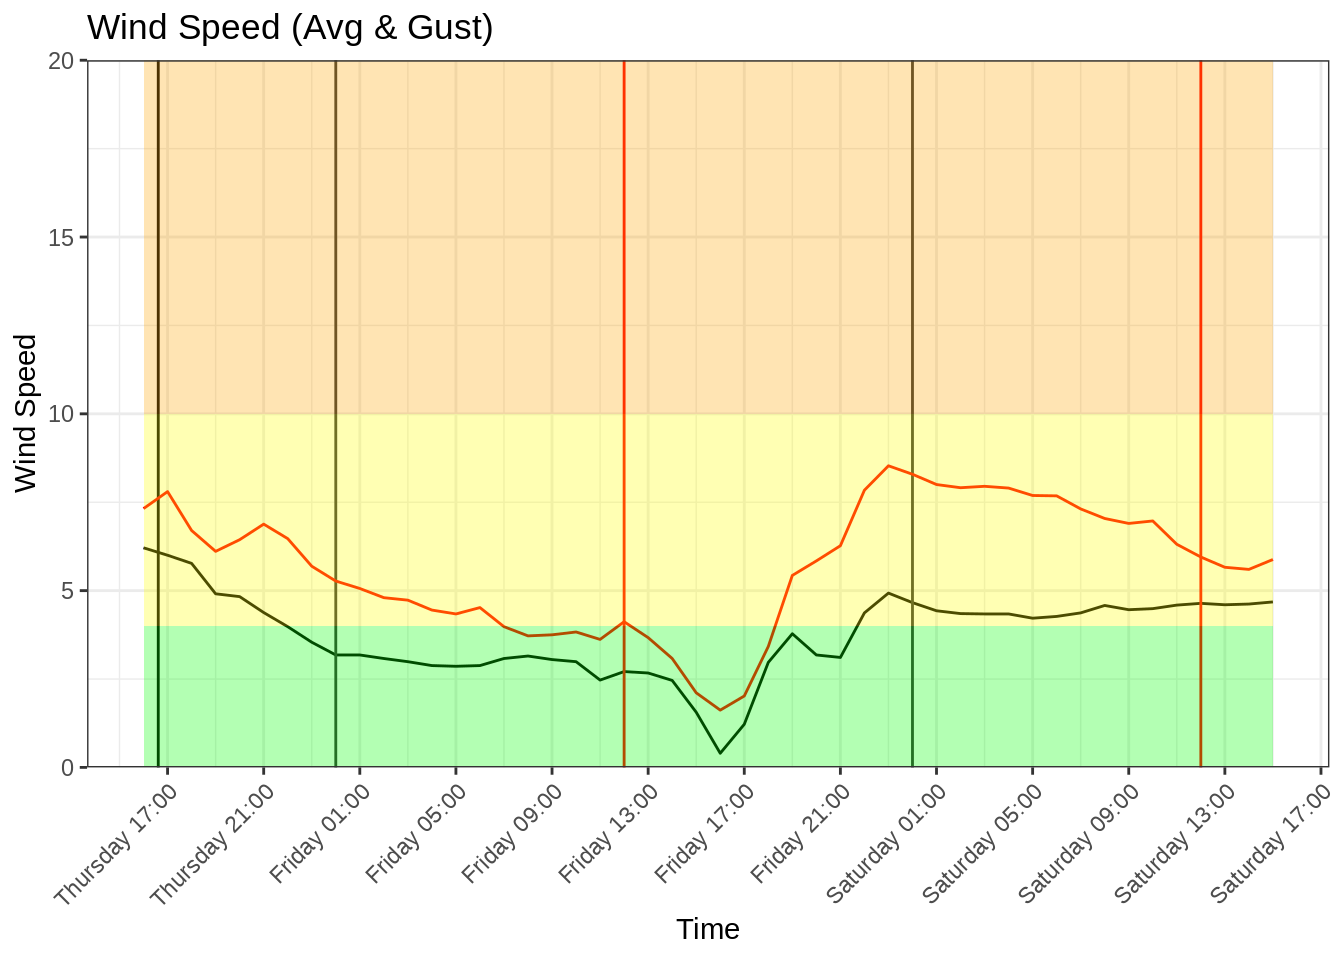 Wind Speed (Avg & Gust)
20
15
10
5
0
Wind Speed
Thursday 17:00
Thursday 21:00
Friday 01:00
Friday 05:00
Friday 09:00
Friday 13:00
Friday 17:00
Friday 21:00
Saturday 01:00
Saturday 05:00
Saturday 09:00
Saturday 13:00
Saturday 17:00
Time